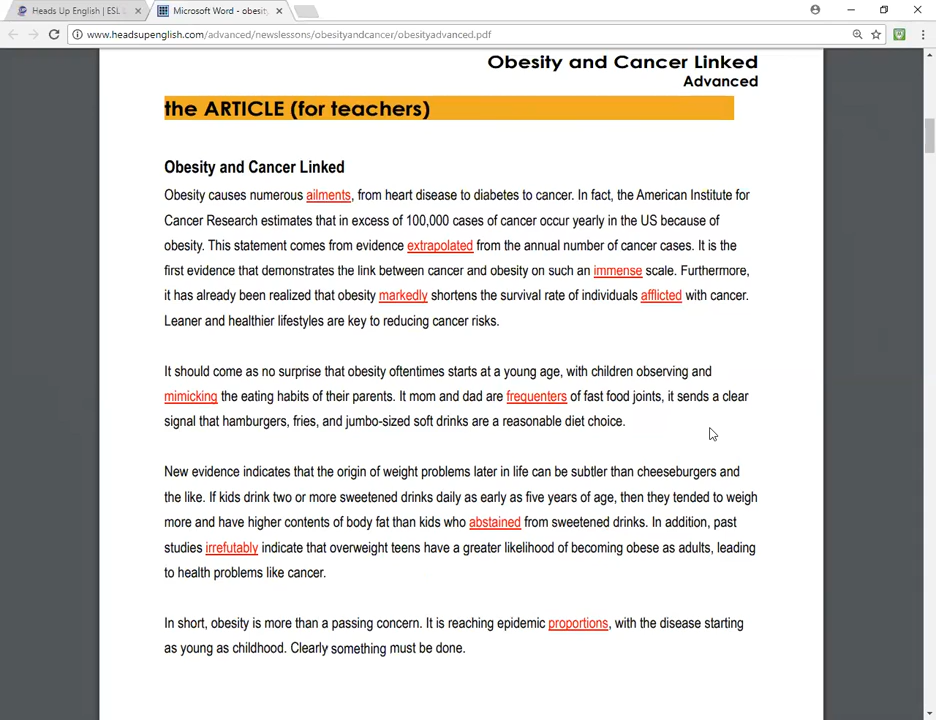 Heads Up English | ESL
Microsoft Word - obesity
www.headsupenglish.com/advanced/newslessons/obesityandcancer/obesityadvanced.pdf
Obesity and Cancer Linked
Advanced
the ARTICLE (for teachers)
Obesity and Cancer Linked
Obesity causes numerous ailments, from heart disease to diabetes to cancer. In fact, the American Institute for
Cancer Research estimates that in excess of 100,000 cases of cancer occur yearly in the US because of
obesity. This statement comes from evidence extrapolated from the annual number of cancer cases. It is the
first evidence that demonstrates the link between cancer and obesity on such an immense scale. Furthermore,
it has already been realized that obesity markedly shortens the survival rate of individuals afflicted with cancer.
Leaner and healthier lifestyles are key to reducing cancer risks.
It should come as no surprise that obesity oftentimes starts at a young age, with children observing and
mimicking the eating habits of their parents. It mom and dad are frequenters of fast food joints, it sends a clear
signal that hamburgers, fries, and jumbo-sized soft drinks are a reasonable diet choice.
New evidence indicates that the origin of weight problems later in life can be subtler than cheeseburgers and
the like. If kids drink two or more sweetened drinks daily as early as five years of age, then they tended to weigh
more and have higher contents of body fat than kids who abstained from sweetened drinks. In addition, past
studies irrefutably indicate that overweight teens have a greater likelihood of becoming obese as adults, leading
to health problems like cancer.
In short, obesity is more than a passing concern. It is reaching epidemic proportions, with the disease starting
as young as childhood. Clearly something must be done.